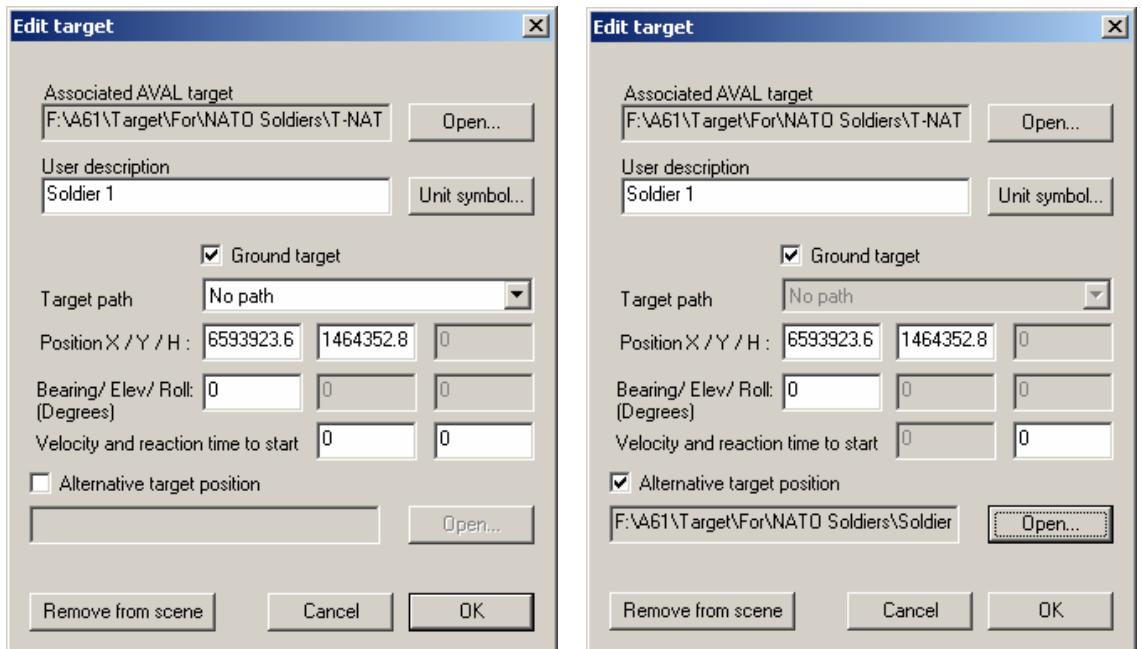 Edit target
Associated AVAL target
F:\A61\Target\For\NATO Soldiers\T-NAT
Open...
User description
Soldier 1
Unit symbol...
Ground target
Target path
No path
Position X / Y / H :
6593923.6
1464352.8
0
Bearing/ Elev/ Roll:
(Degrees)
0
0
0
Velocity and reaction time to start
0
0
Alternative target position
Open...
Remove from scene
Cancel
OK
Edit target
Associated AVAL target
F:\A61\Target\For\NATO Soldiers\T-NAT
Open...
User description
Soldier 1
Unit symbol...
Ground target
Target path
No path
Position X / Y / H :
6593923.6
1464352.8
0
Bearing/ Elev/ Roll:
(Degrees)
0
0
0
Velocity and reaction time to start
0
0
Alternative target position
F:\A61\Target\For\NATO Soldiers\Soldier
Open...
Remove from scene
Cancel
OK